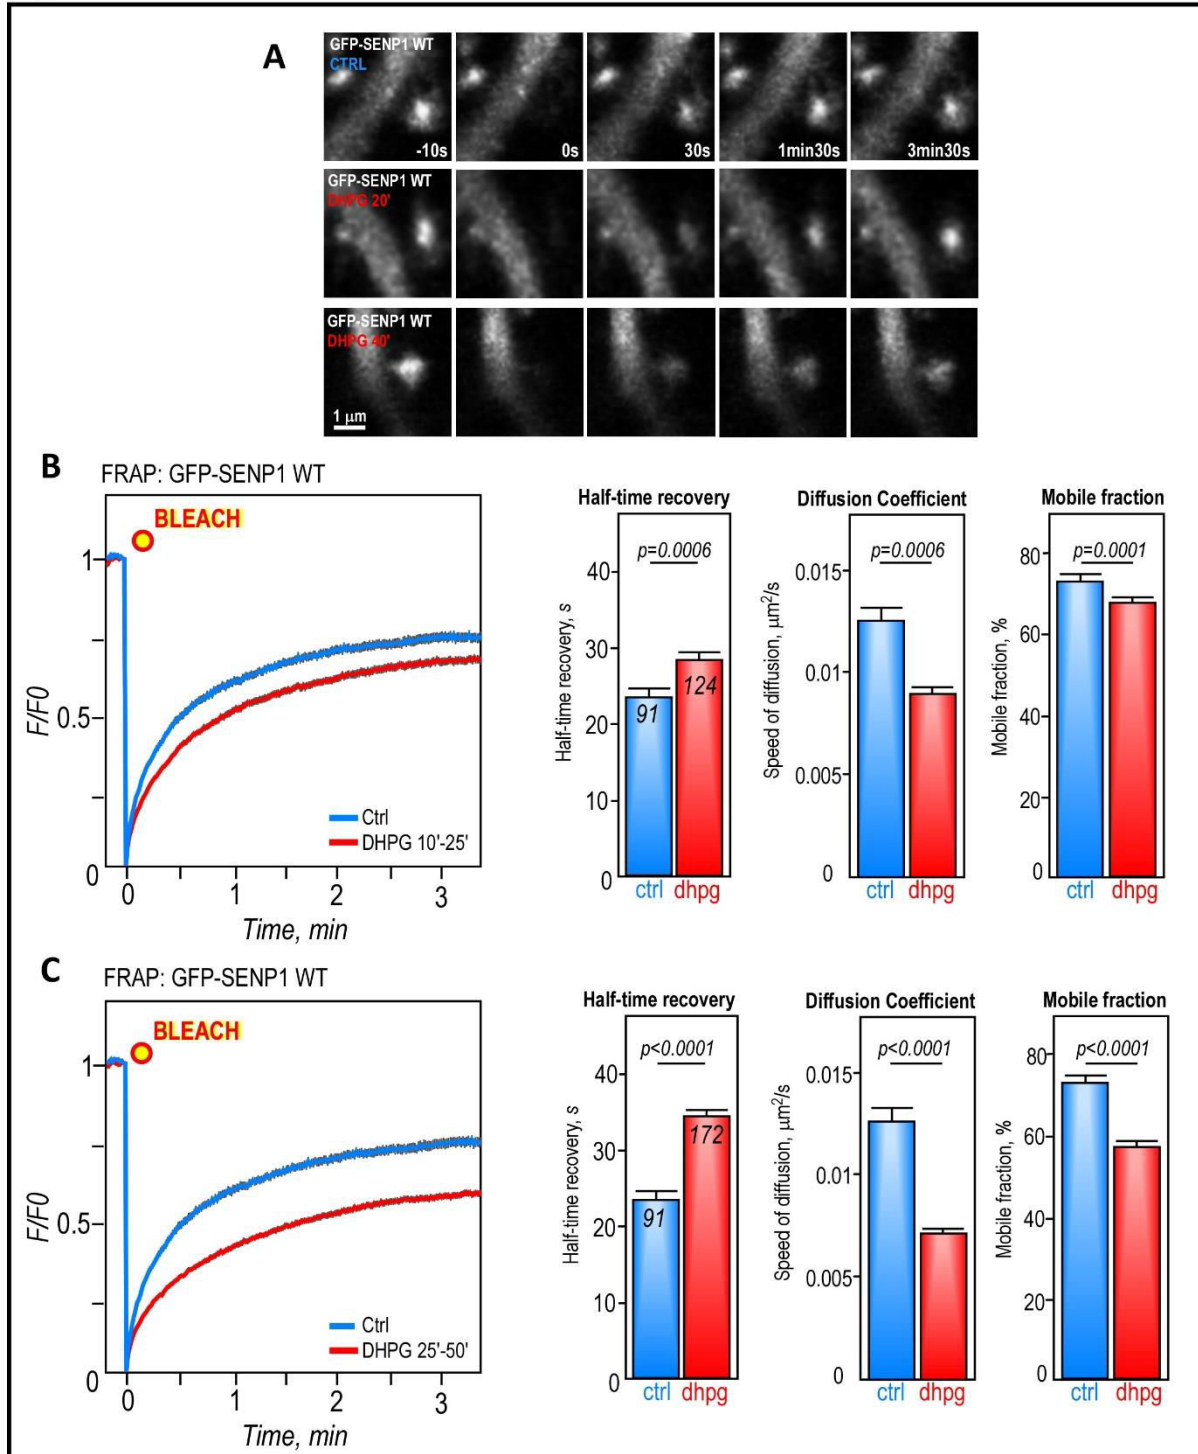 A
GFP-SENP1 WT
CTRL
-10s
0s
30s
1min30s
3min30s
GFP-SENP1 WT
DHPG 20'
GFP-SENP1 WT
DHPG 40'
1 μm
B
FRAP: GFP-SENP1 WT
BLEACH
1
0.5
0
F/F0
Ctrl
DHPG 10'-25'
0
1
2
3
Time, min
Half-time recovery
p=0.0006
40
30
20
10
0
Half-time recovery, s
91
124
ctrl
dhpg
Diffusion Coefficient
p=0.0006
0.015
0.01
0.005
0
Speed of diffusion, μm²/s
ctrl
dhpg
Mobile fraction
p=0.0001
80
60
40
20
0
Mobile fraction, %
ctrl
dhpg
C
FRAP: GFP-SENP1 WT
BLEACH
1
0.5
0
F/F0
Ctrl
DHPG 25'-50'
0
1
2
3
Time, min
Half-time recovery
p<0.0001
40
30
20
10
0
Half-time recovery, s
91
172
ctrl
dhpg
Diffusion Coefficient
p<0.0001
0.015
0.01
0.005
0
Speed of diffusion, μm²/s
ctrl
dhpg
Mobile fraction
p<0.0001
80
60
40
20
0
Mobile fraction, %
ctrl
dhpg